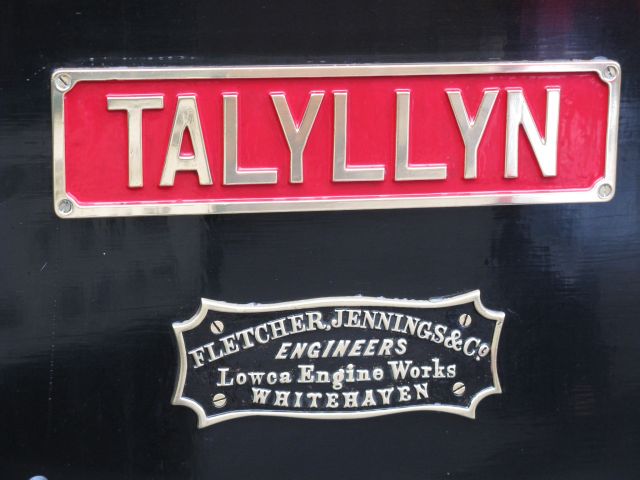 TALYLLYN
FLETCHER, JENNINGS & Co
ENGINEERS
Lowca Engine Works
WHITEHAVEN